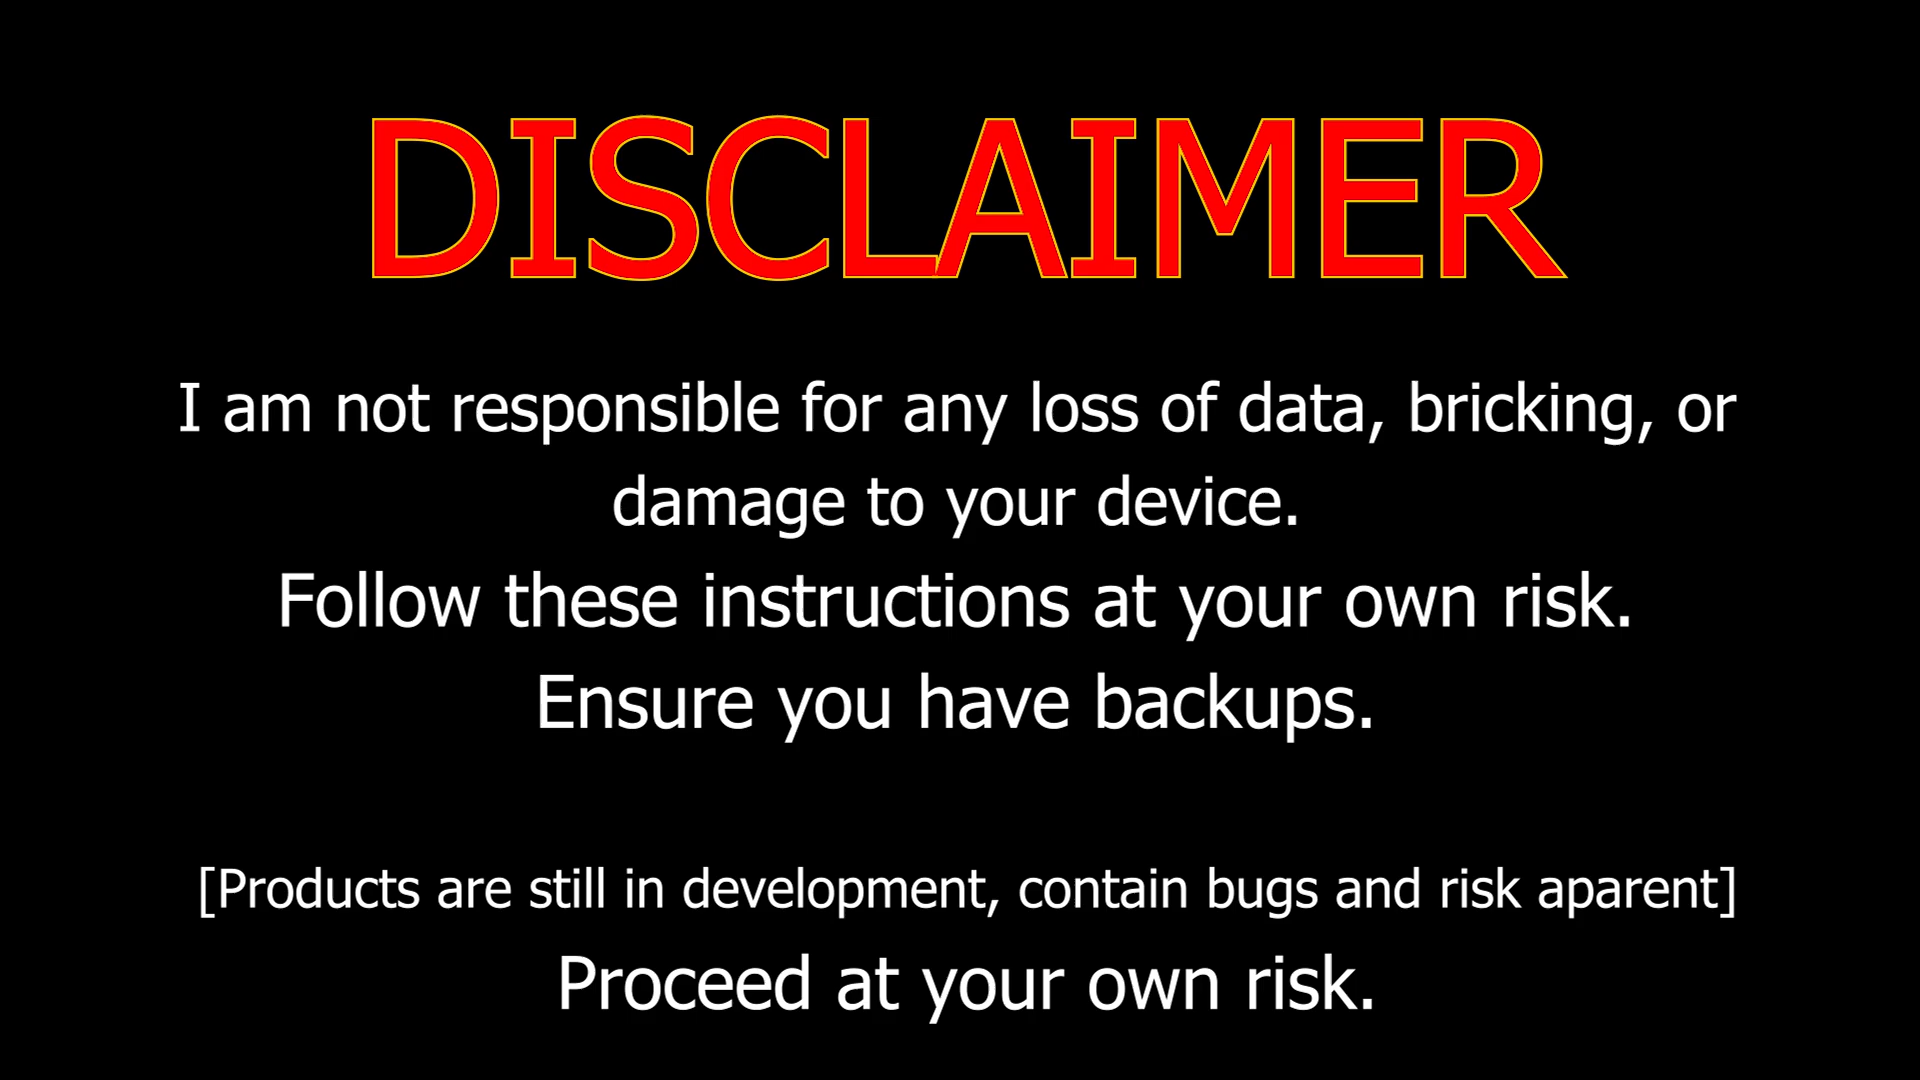 DISCLAIMER
I am not responsible for any loss of data, bricking, or
damage to your device.
Follow these instructions at your own risk.
Ensure you have backups.
[Products are still in development, contain bugs and risk aparent]
Proceed at your own risk.